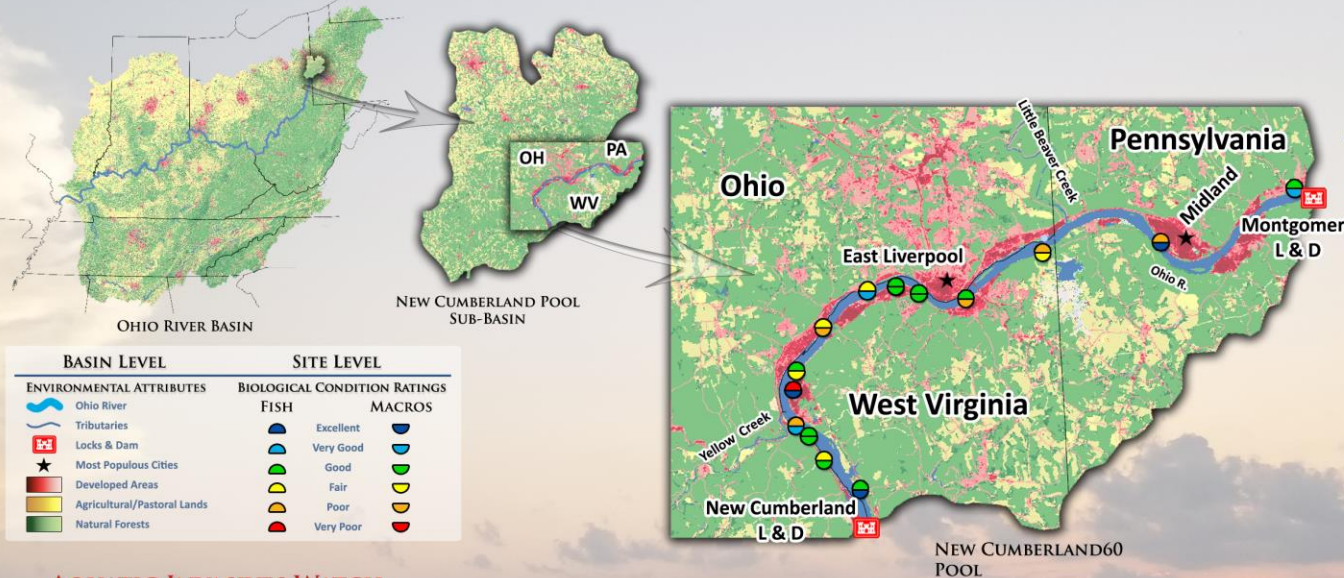 OHIO RIVER BASIN
OH
PA
WV
NEW CUMBERLAND POOL
SUB-BASIN
Ohio
Pennsylvania
West Virginia
Little Beaver Creek
Midland
Montgomer
L & D
Ohio R.
East Liverpool
Yellow Creek
New Cumberland
L & D
NEW CUMBERLAND60
POOL
BASIN LEVEL
ENVIRONMENTAL ATTRIBUTES
Ohio River
Tributaries
Locks & Dam
Most Populous Cities
Developed Areas
Agricultural/Pastoral Lands
Natural Forests
SITE LEVEL
BIOLOGICAL CONDITION RATINGS
FISH MACROS
Excellent
Very Good
Good
Fair
Poor
Very Poor